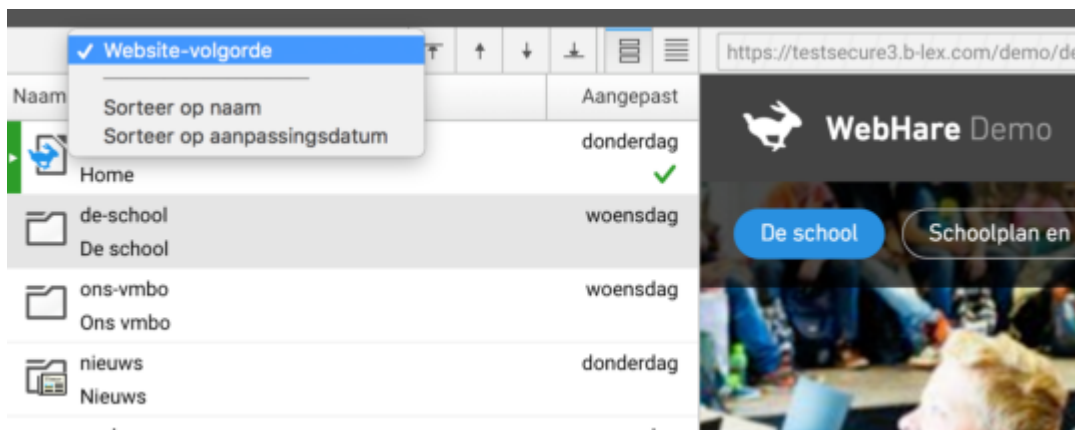 ✓ Website-volgorde
Sorteer op naam
Sorteer op aanpassingsdatum
Naam
Aangepast
donderdag
Home
de-school
woensdag
De school
ons-vmbo
woensdag
Ons vmbo
nieuws
donderdag
Nieuws
https://testsecure3.b-lex.com/demo/de
WebHare Demo
De school
Schoolplan en